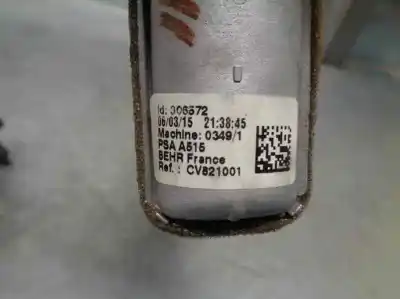 Id: 306572
06/03/15 21:38:45
Machine: 0349/1
PSA A515
BEHR France
Ref. : CV821001